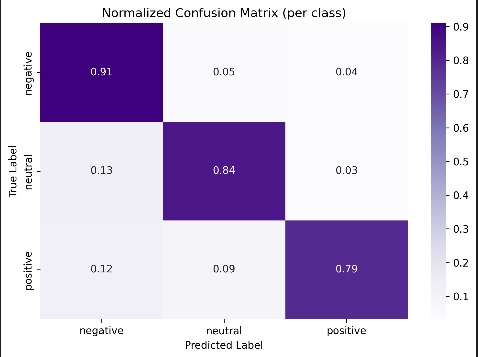 Normalized Confusion Matrix (per class)
negative 0.91 0.05 0.04
neutral 0.13 0.84 0.03
positive 0.12 0.09 0.79
negative neutral positive
Predicted Label
True Label
0.9
0.8
0.7
0.6
0.5
0.4
0.3
0.2
0.1